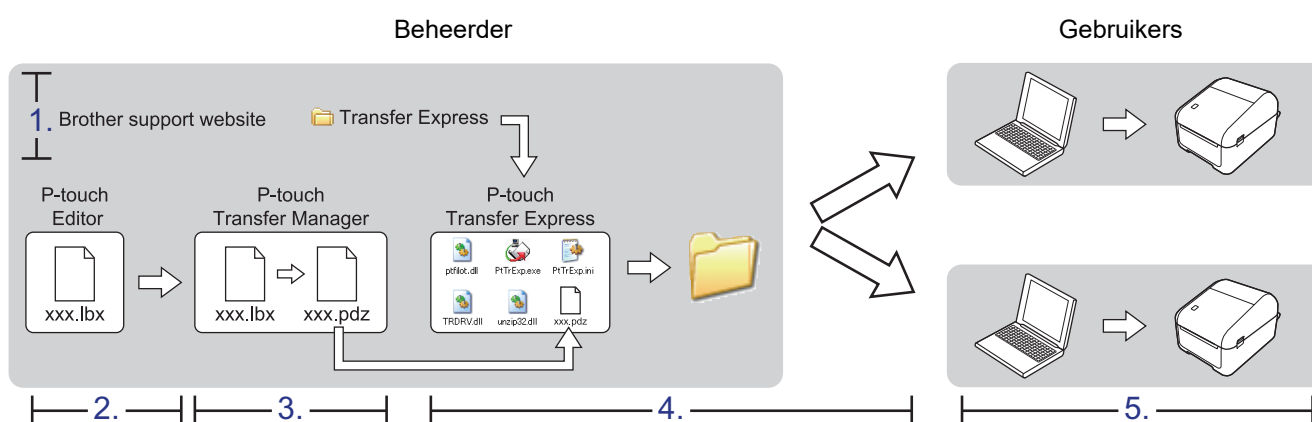 Beheerder
Gebruikers
1. Brother support website
Transfer Express
P-touch
Editor
xxx.lbx
P-touch
Transfer Manager
xxx.lbx
xxx.pdz
P-touch
Transfer Express
ptfilot.dll
PtTrExp.exe
PtTrExp.ini
TRDRV.dll
unzip32.dll
xxx.pdz
2.
3.
4.
5.